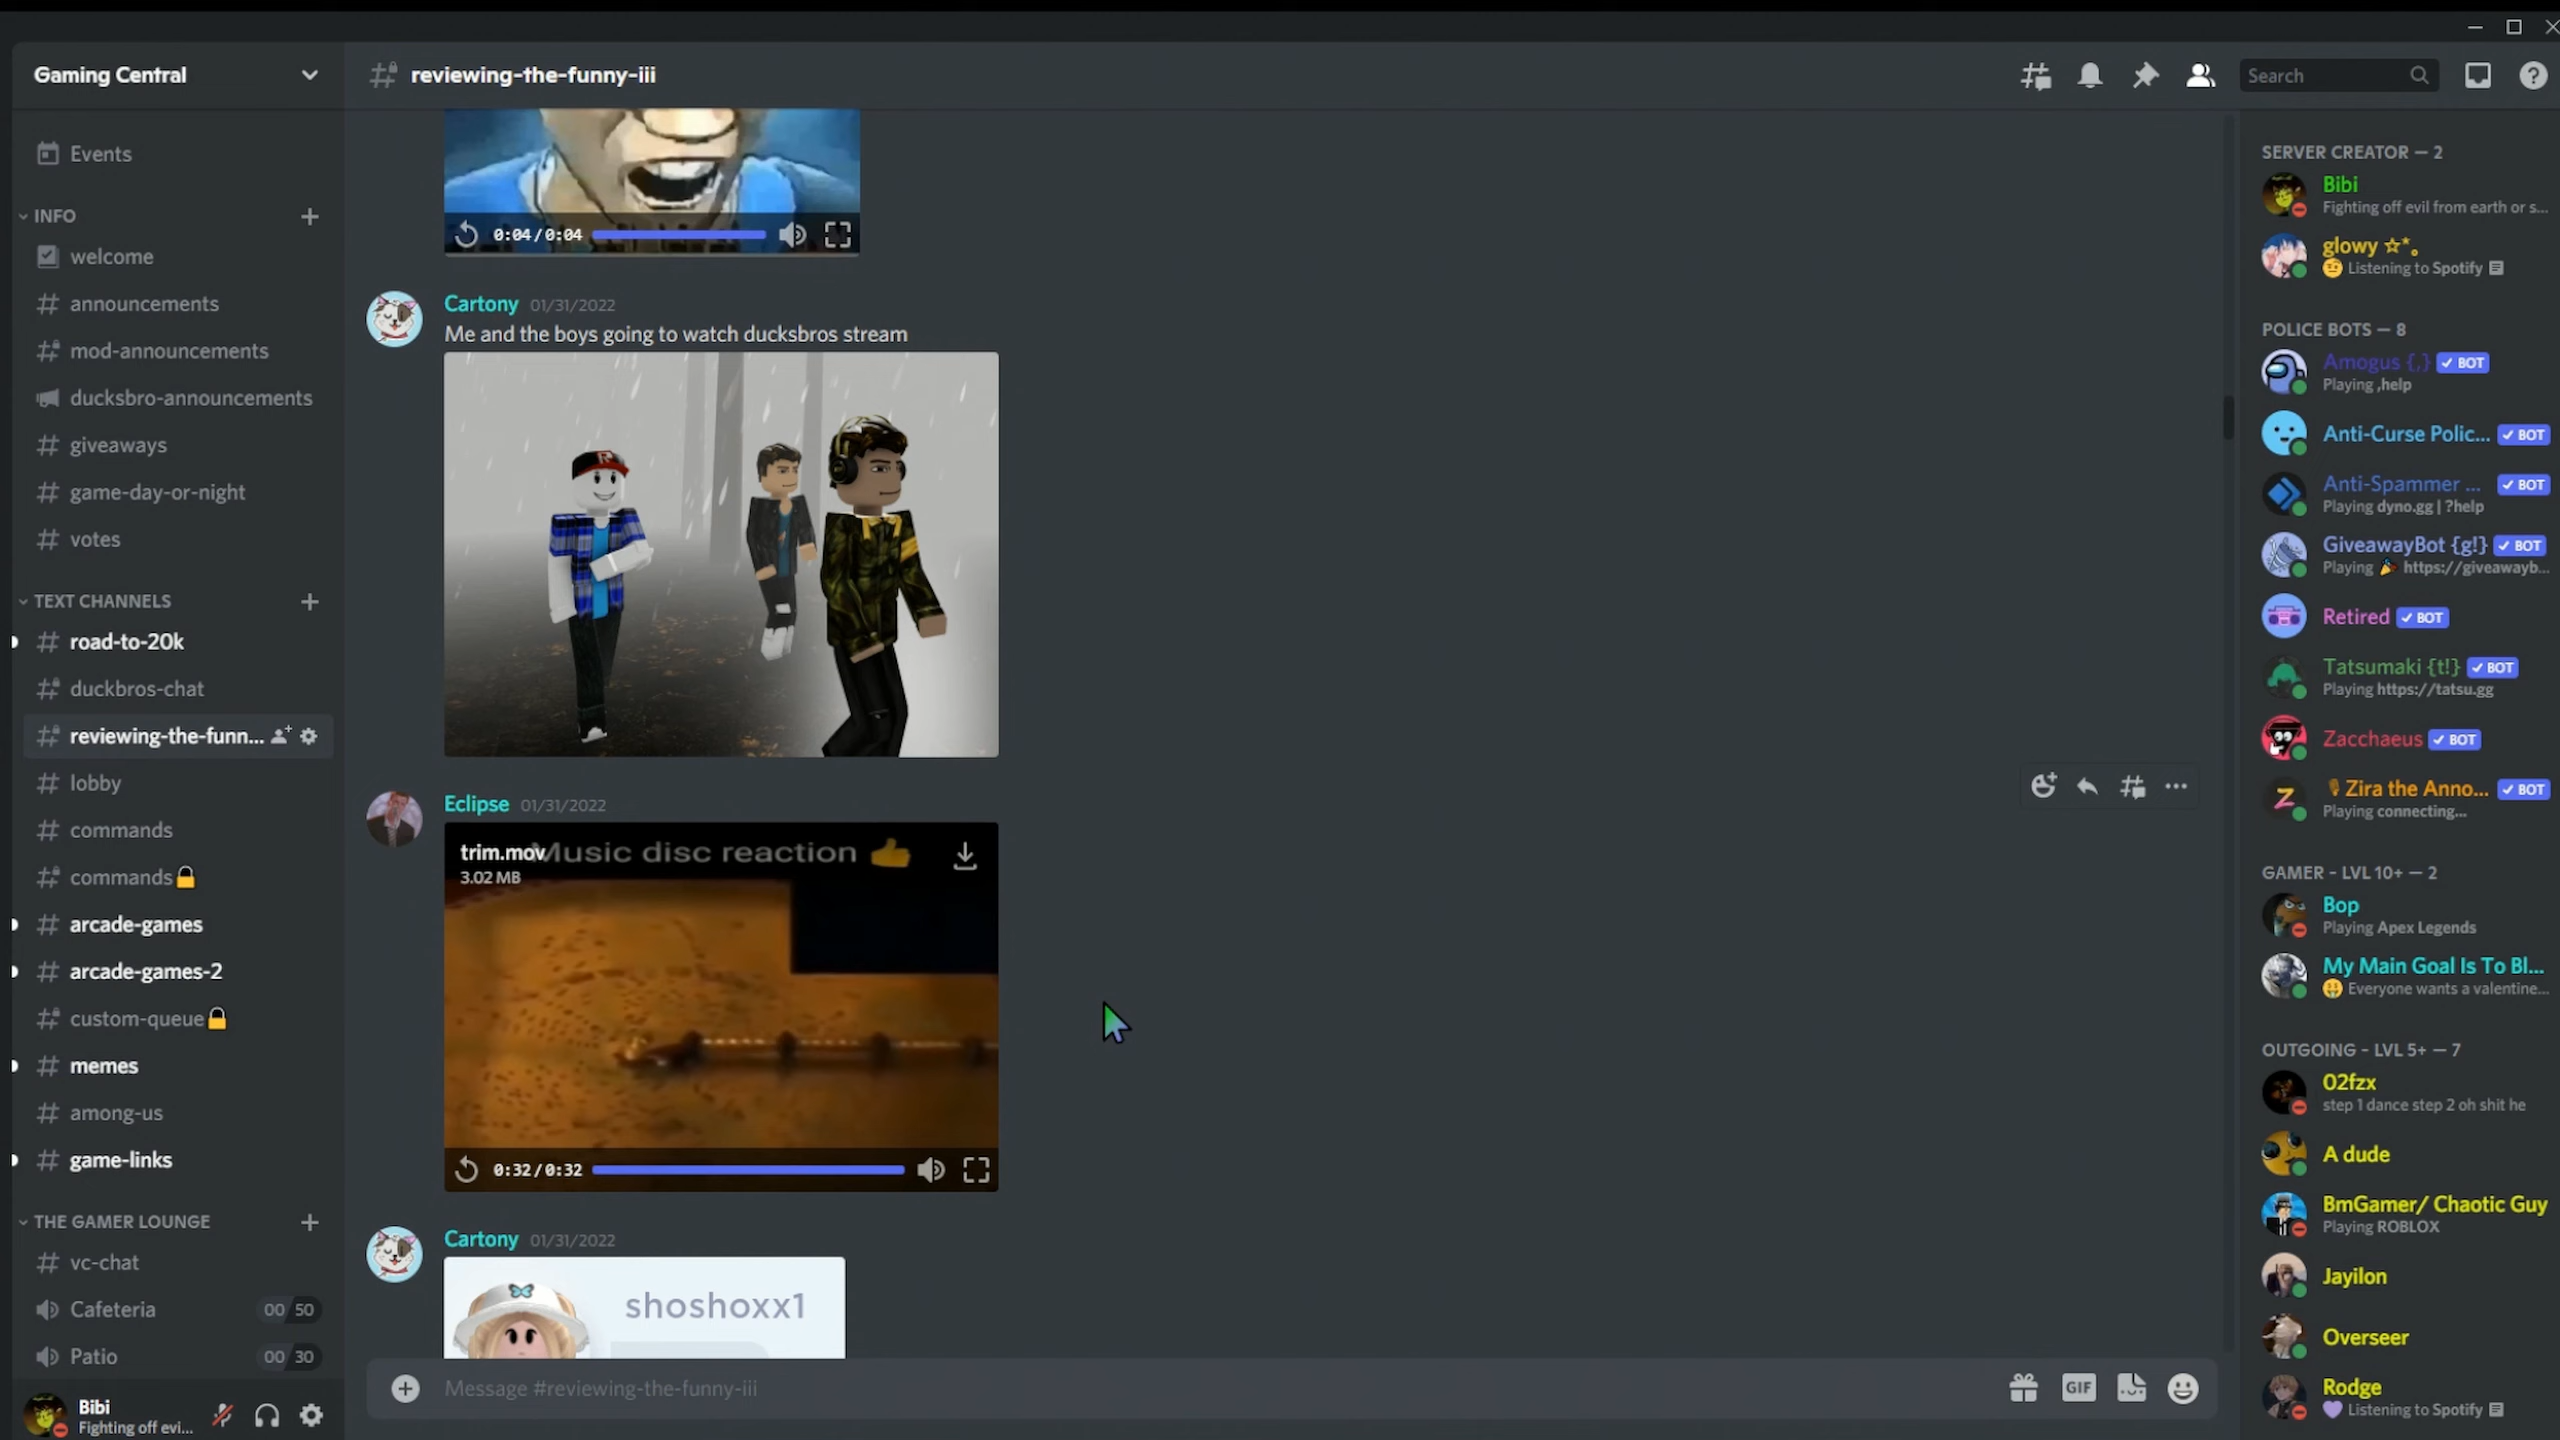 Gaming Central
Events
INFO
welcome
announcements
mod-announcements
ducksbro-announcements
giveaways
game-day-or-night
votes
TEXT CHANNELS
road-to-20k
duckbros-chat
reviewing-the-funn...
lobby
commands
commands🔒
arcade-games
arcade-games-2
custom-queue🔒
memes
among-us
game-links
THE GAMER LOUNGE
vc-chat
Cafeteria 00 50
Patio 00 30
Bibi
Fighting off evi...
reviewing-the-funny-iii
Search
0:04/0:04
Cartony 01/31/2022
Me and the boys going to watch ducksbros stream
R
Eclipse 01/31/2022
trim.mov
Music disc reaction 👍
3.02 MB
0:32/0:32
Cartony 01/31/2022
shoshoxx1
Message #reviewing-the-funny-iii
GIF
SERVER CREATOR — 2
Bibi
Fighting off evil from earth or s...
glowy ☆*。
🤨 Listening to Spotify
POLICE BOTS — 8
Amogus {,} ✓ BOT
Playing ,help
Anti-Curse Polic... ✓ BOT
Anti-Spammer ... ✓ BOT
Playing dyno.gg | ?help
GiveawayBot {g!} ✓ BOT
Playing 🎉 https://giveawayb...
Retired ✓ BOT
Tatsumaki {t!} ✓ BOT
Playing https://tatsu.gg
Zacchaeus ✓ BOT
🎙Zira the Anno... ✓ BOT
Playing connecting...
GAMER - LVL 10+ — 2
Bop
Playing Apex Legends
My Main Goal Is To Bl...
🤑 Everyone wants a valentine...
OUTGOING - LVL 5+ — 7
02fzx
step 1 dance step 2 oh shit he
A dude
BmGamer/ Chaotic Guy
Playing ROBLOX
Jayilon
Overseer
Rodge
💜 Listening to Spotify